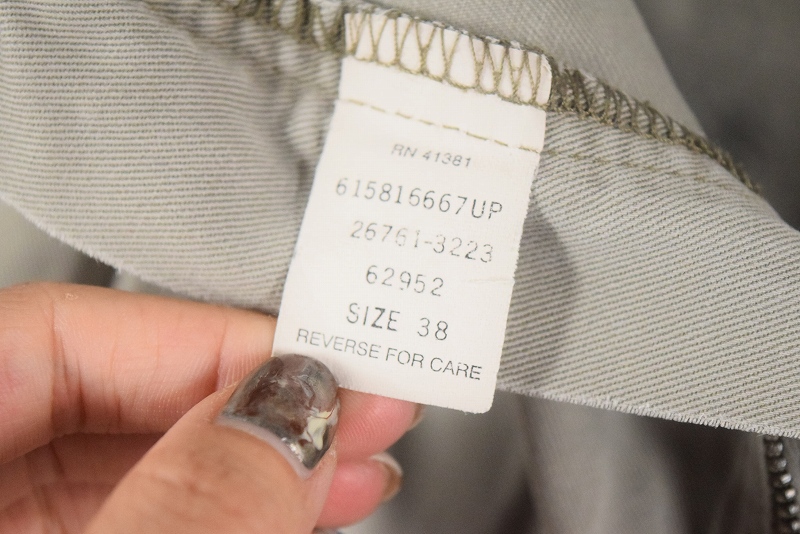 RN 41381
615816667UP
26761-3223
62952
SIZE 38
REVERSE FOR CARE